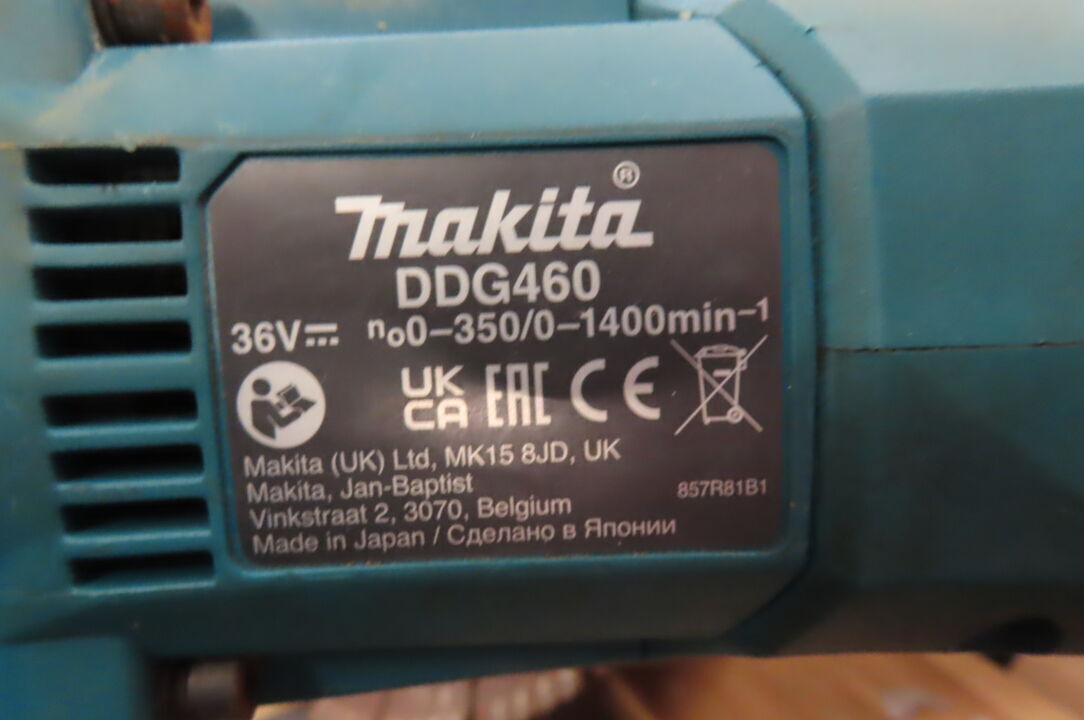 makita®
DDG460
36V⎓ n₀0–350/0–1400min⁻¹
UK
CA EAC CE
Makita (UK) Ltd, MK15 8JD, UK
Makita, Jan-Baptist
Vinkstraat 2, 3070, Belgium
857R81B1
Made in Japan / Сделано в Японии